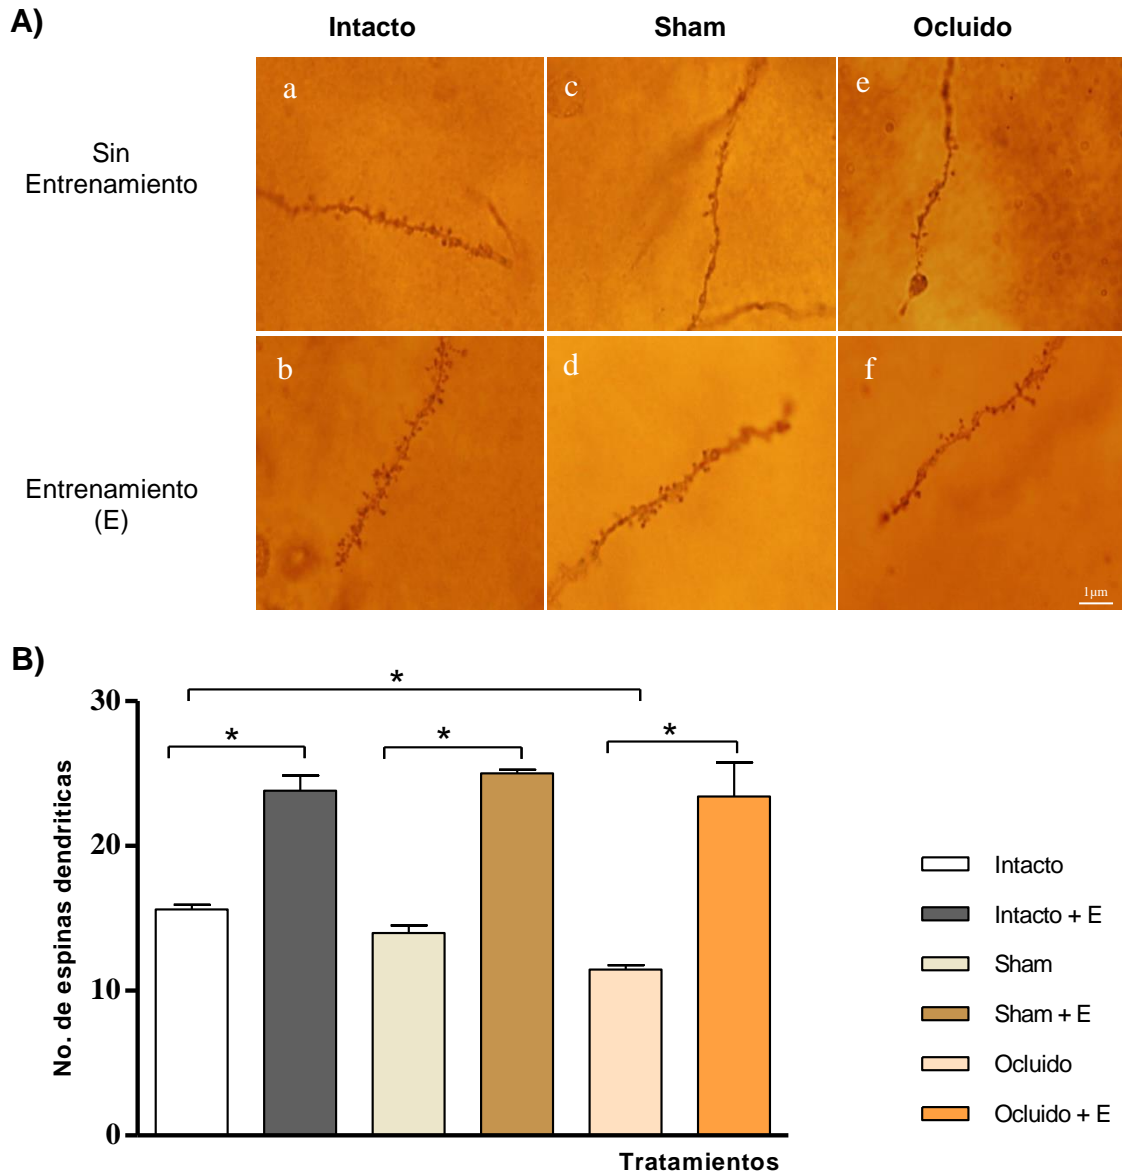 A)
Intacto Sham Ocluido
Sin
Entrenamiento
a c e
Entrenamiento
(E)
b d f
1µm
B)
*
* * *
30
20
10
0
No. de espinas dendriticas
Tratamientos
Intacto
Intacto + E
Sham
Sham + E
Ocluido
Ocluido + E